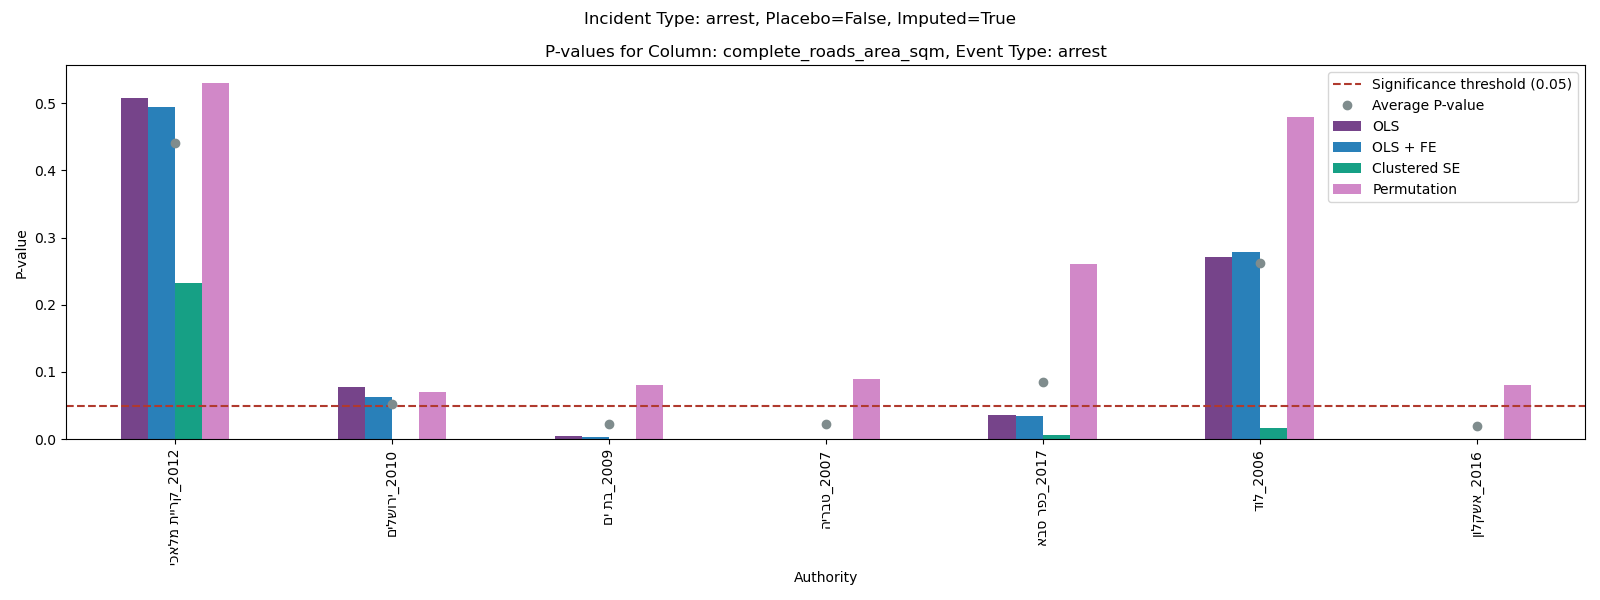 Incident Type: arrest, Placebo=False, Imputed=True
P-values for Column: complete_roads_area_sqm, Event Type: arrest
Significance threshold (0.05)
Average P-value
OLS
OLS + FE
Clustered SE
Permutation
P-value
0.5
0.4
0.3
0.2
0.1
0.0
קריית מלאכי_2012
ירושלים_2010
בת ים_2009
טבריה_2007
כפר סבא_2017
לוד_2006
אשקלון_2016
Authority